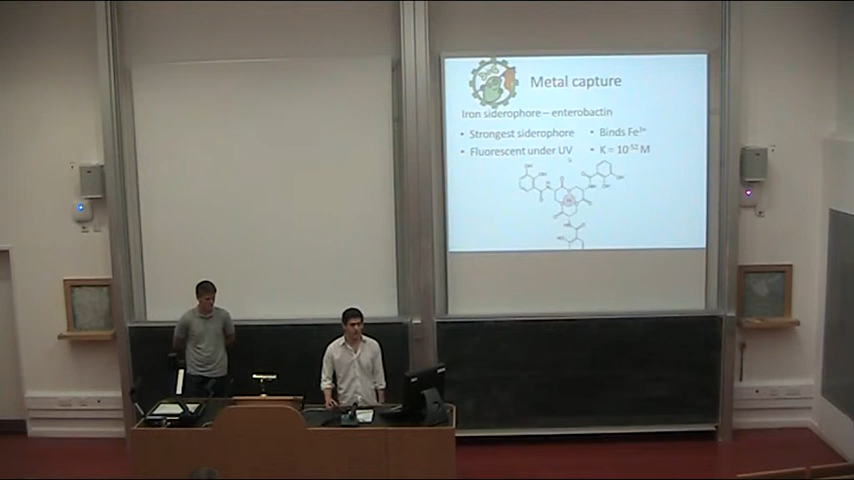 Metal capture
Iron siderophore – enterobactin
• Strongest siderophore
• Fluorescent under UV
• Binds Fe³⁺
• K = 10⁻⁵² M